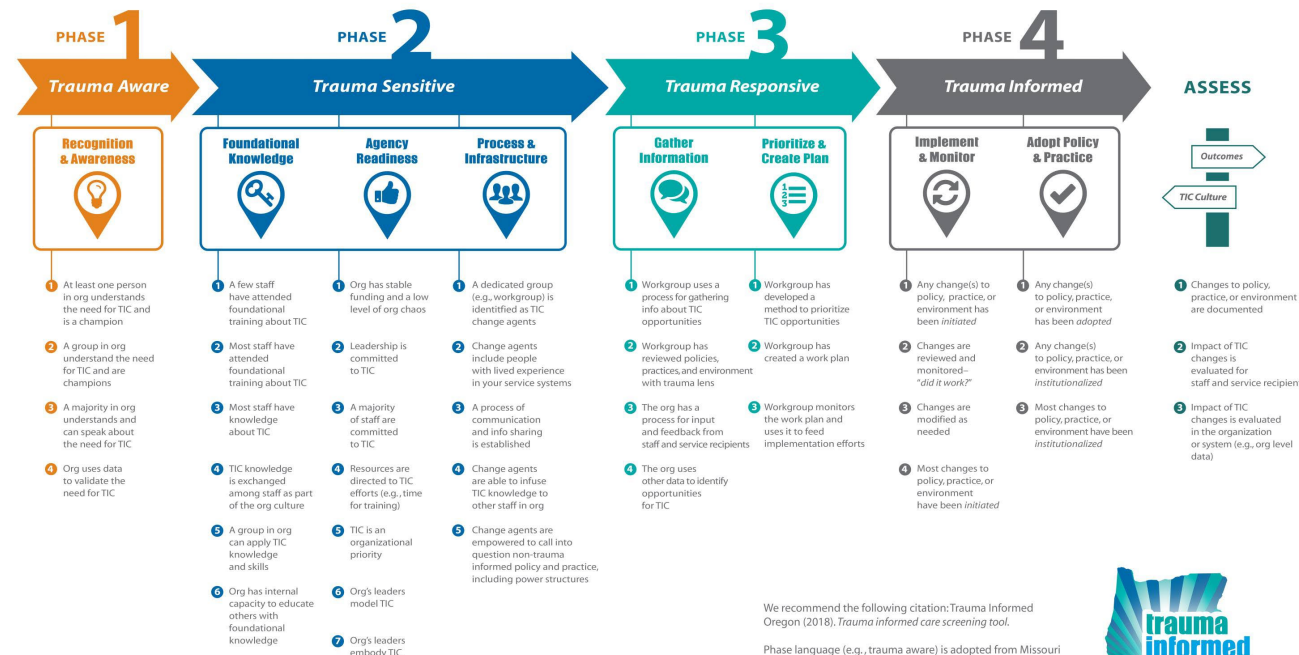 PHASE 1
Trauma Aware
Recognition
& Awareness
1 At least one person
in org understands
the need for TIC and
is a champion
2 A group in org
understand the need
for TIC and are
champions
3 A majority in org
understands and
can speak about
the need for TIC
4 Org uses data
to validate the
need for TIC
PHASE 2
Trauma Sensitive
Foundational
Knowledge
1 A few staff
have attended
foundational
training about TIC
2 Most staff have
attended
foundational
training about TIC
3 Most staff have
knowledge
about TIC
4 TIC knowledge
is exchanged
among staff as part
of the org culture
5 A group in org
can apply TIC
knowledge
and skills
6 Org has internal
capacity to educate
others with
foundational
knowledge
Agency
Readiness
1 Org has stable
funding and a low
level of org chaos
2 Leadership is
committed
to TIC
3 A majority
of staff are
committed
to TIC
4 Resources are
directed to TIC
efforts (e.g., time
for training)
5 TIC is an
organizational
priority
6 Org's leaders
model TIC
7 Org's leaders
embody TIC
Process &
Infrastructure
1 A dedicated group
(e.g., workgroup) is
identified as TIC
change agents
2 Change agents
include people
with lived experience
in your service systems
3 A process of
communication
and info sharing
is established
4 Change agents
are able to infuse
TIC knowledge to
other staff in org
5 Change agents are
empowered to call into
question non-trauma
informed policy and practice,
including power structures
PHASE 3
Trauma Responsive
Gather
Information
1 Workgroup uses a
process for gathering
info about TIC
opportunities
2 Workgroup has
reviewed policies,
practices, and environment
with trauma lens
3 The org has a
process for input
and feedback from
staff and service recipients
4 The org uses
other data to identify
opportunities
for TIC
Prioritize &
Create Plan
1
2
3
1 Workgroup has
developed a
method to prioritize
TIC opportunities
2 Workgroup has
created a work plan
3 Workgroup monitors
the work plan and
uses it to feed
implementation efforts
PHASE 4
Trauma Informed
Implement
& Monitor
1 Any change(s) to
policy, practice, or
environment has
been initiated
2 Changes are
reviewed and
monitored–
"did it work?"
3 Changes are
modified as
needed
4 Most changes to
policy, practice, or
environment
have been initiated
Adopt Policy
& Practice
1 Any change(s)
to policy, practice,
or environment
has been adopted
2 Any change(s)
to policy, practice, or
environment has been
institutionalized
3 Most changes to
policy, practice, or
environment have been
institutionalized
ASSESS
Outcomes
TIC Culture
1 Changes to policy,
practice, or environment
are documented
2 Impact of TIC
changes is
evaluated for
staff and service recipien
3 Impact of TIC
changes is evaluated
in the organization
or system (e.g., org level
data)
We recommend the following citation: Trauma Informed
Oregon (2018). Trauma informed care screening tool.
Phase language (e.g., trauma aware) is adopted from Missouri
trauma
informed